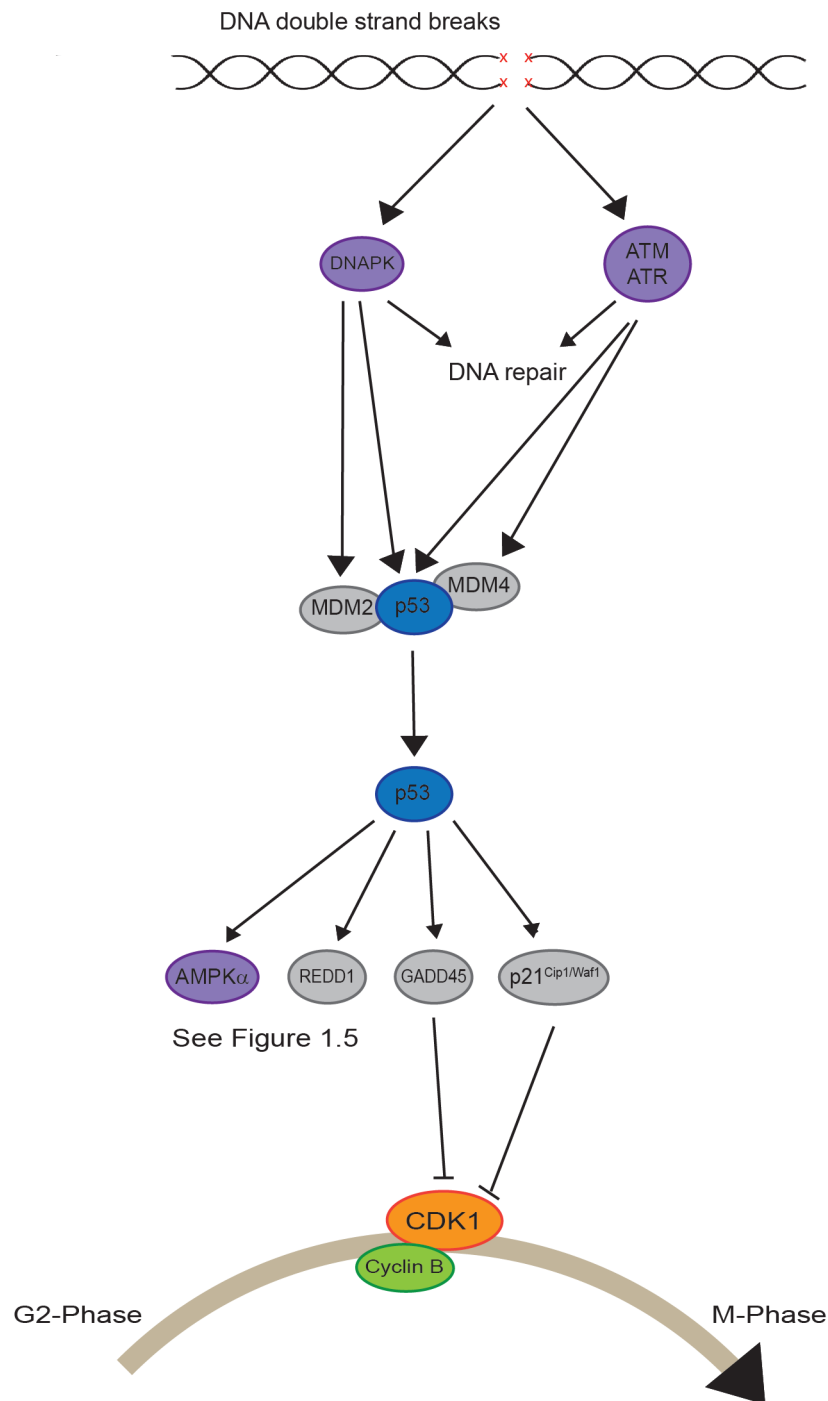 DNA double strand breaks
x x
x x
DNAPK
ATM
ATR
DNA repair
MDM2
p53
MDM4
p53
AMPKα
REDD1
GADD45
p21Cip1/Waf1
See Figure 1.5
CDK1
Cyclin B
G2-Phase
M-Phase